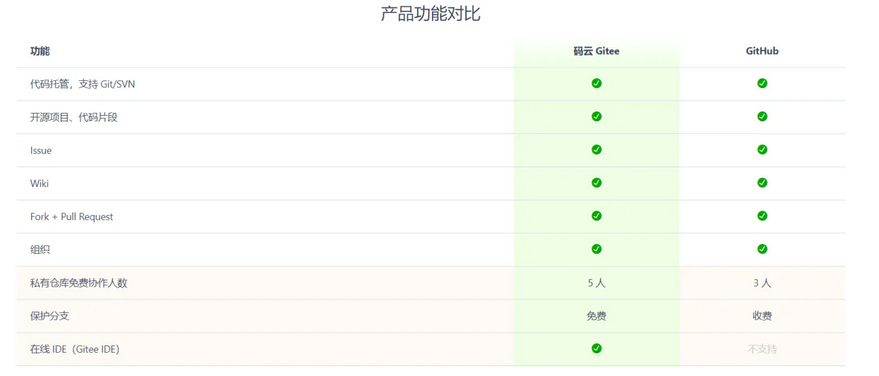 产品功能对比
功能 码云 Gitee GitHub
代码托管，支持 Git/SVN
开源项目、代码片段
Issue
Wiki
Fork + Pull Request
组织
私有仓库免费协作人数 5 人 3 人
保护分支 免费 收费
在线 IDE（Gitee IDE） 不支持